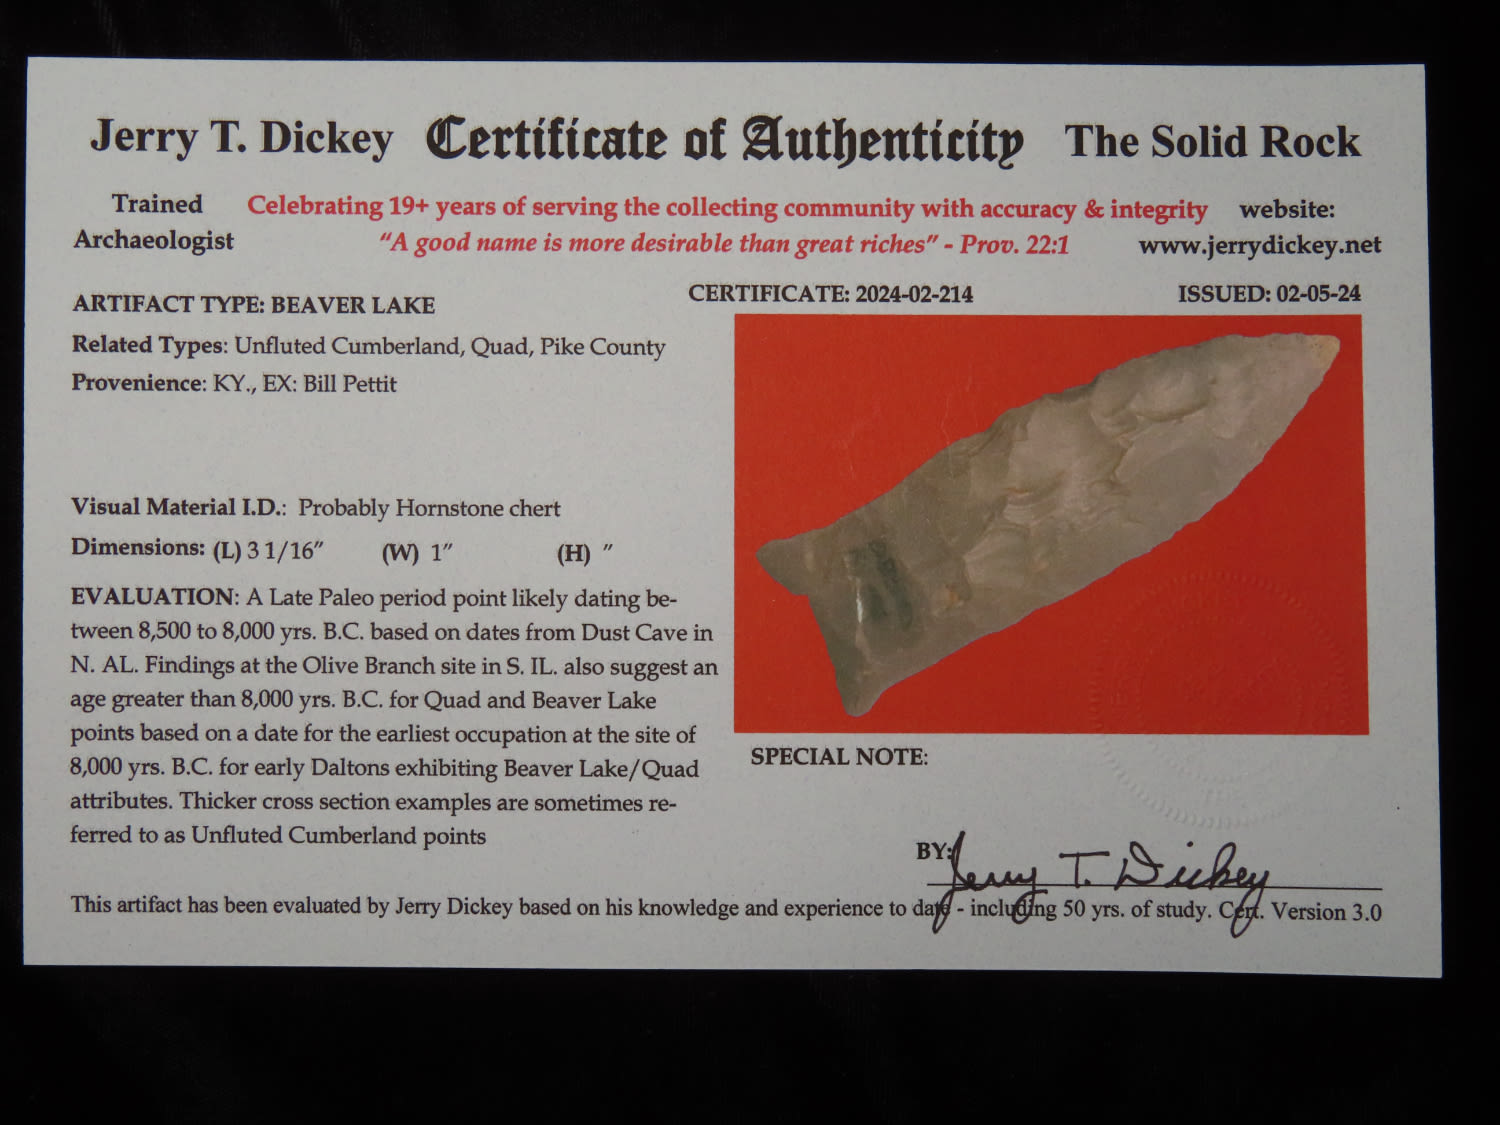 Jerry T. Dickey Certificate of Authenticity The Solid Rock
Trained Archaeologist
Celebrating 19+ years of serving the collecting community with accuracy & integrity
"A good name is more desirable than great riches" - Prov. 22:1
website:
www.jerrydickey.net
ARTIFACT TYPE: BEAVER LAKE
CERTIFICATE: 2024-02-214
ISSUED: 02-05-24
Related Types: Unfluted Cumberland, Quad, Pike County
Provenience: KY., EX: Bill Pettit
Visual Material I.D.: Probably Hornstone chert
Dimensions: (L) 3 1/16" (W) 1" (H) "
EVALUATION: A Late Paleo period point likely dating be-
tween 8,500 to 8,000 yrs. B.C. based on dates from Dust Cave in
N. AL. Findings at the Olive Branch site in S. IL. also suggest an
age greater than 8,000 yrs. B.C. for Quad and Beaver Lake
points based on a date for the earliest occupation at the site of
8,000 yrs. B.C. for early Daltons exhibiting Beaver Lake/Quad
attributes. Thicker cross section examples are sometimes re-
ferred to as Unfluted Cumberland points
SPECIAL NOTE:
BY: Jerry T. Dickey
This artifact has been evaluated by Jerry Dickey based on his knowledge and experience to date - including 50 yrs. of study. Cert. Version 3.0